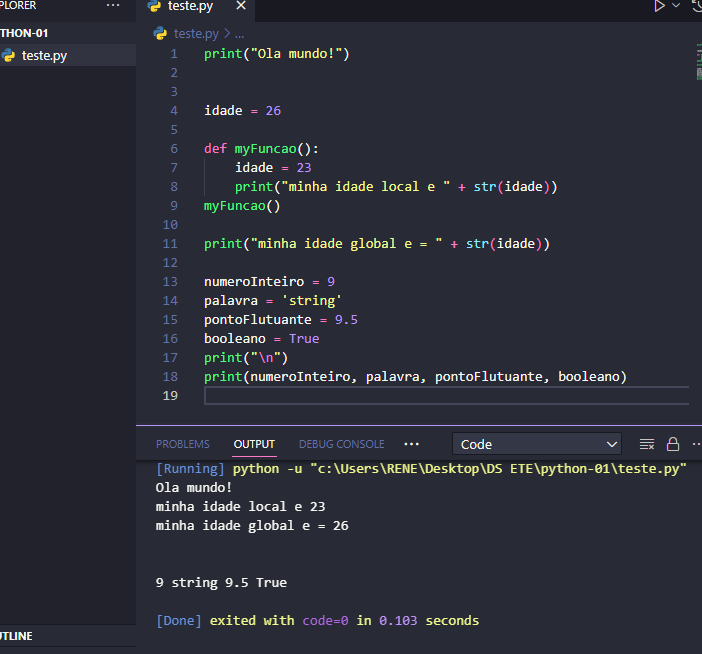 PLORER ···
THON-01
teste.py
UTLINE
teste.py ×
teste.py > ...
1 print("Ola mundo!")
2
3
4 idade = 26
5
6 def myFuncao():
7 idade = 23
8 print("minha idade local e " + str(idade))
9 myFuncao()
10
11 print("minha idade global e = " + str(idade))
12
13 numeroInteiro = 9
14 palavra = 'string'
15 pontoFlutuante = 9.5
16 booleano = True
17 print("\n")
18 print(numeroInteiro, palavra, pontoFlutuante, booleano)
19
PROBLEMS OUTPUT DEBUG CONSOLE ··· Code
[Running] python -u "c:\Users\RENE\Desktop\DS ETE\python-01\teste.py"
Ola mundo!
minha idade local e 23
minha idade global e = 26
9 string 9.5 True
[Done] exited with code=0 in 0.103 seconds